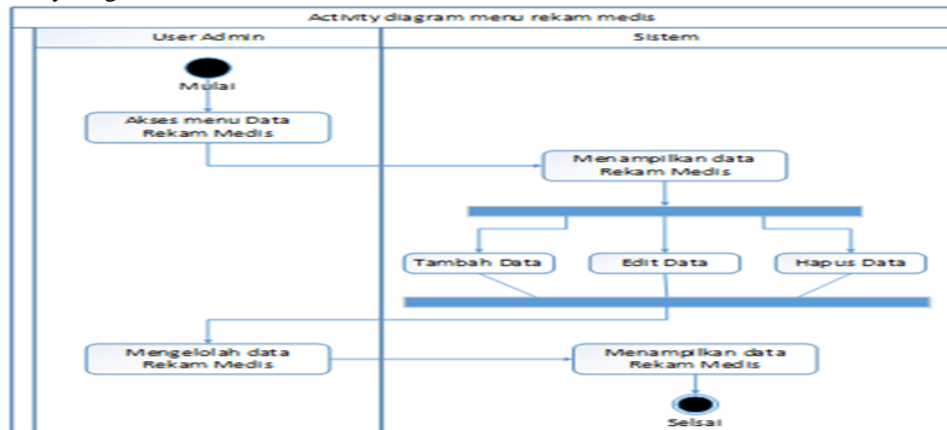 Activity diagram menu rekam medis
User Admin
Sistem
Mulai
Akses menu Data
Rekam Medis
Menampilkan data
Rekam Medis
Tambah Data
Edit Data
Hapus Data
Mengelolah data
Rekam Medis
Menampilkan data
Rekam Medis
Selsai